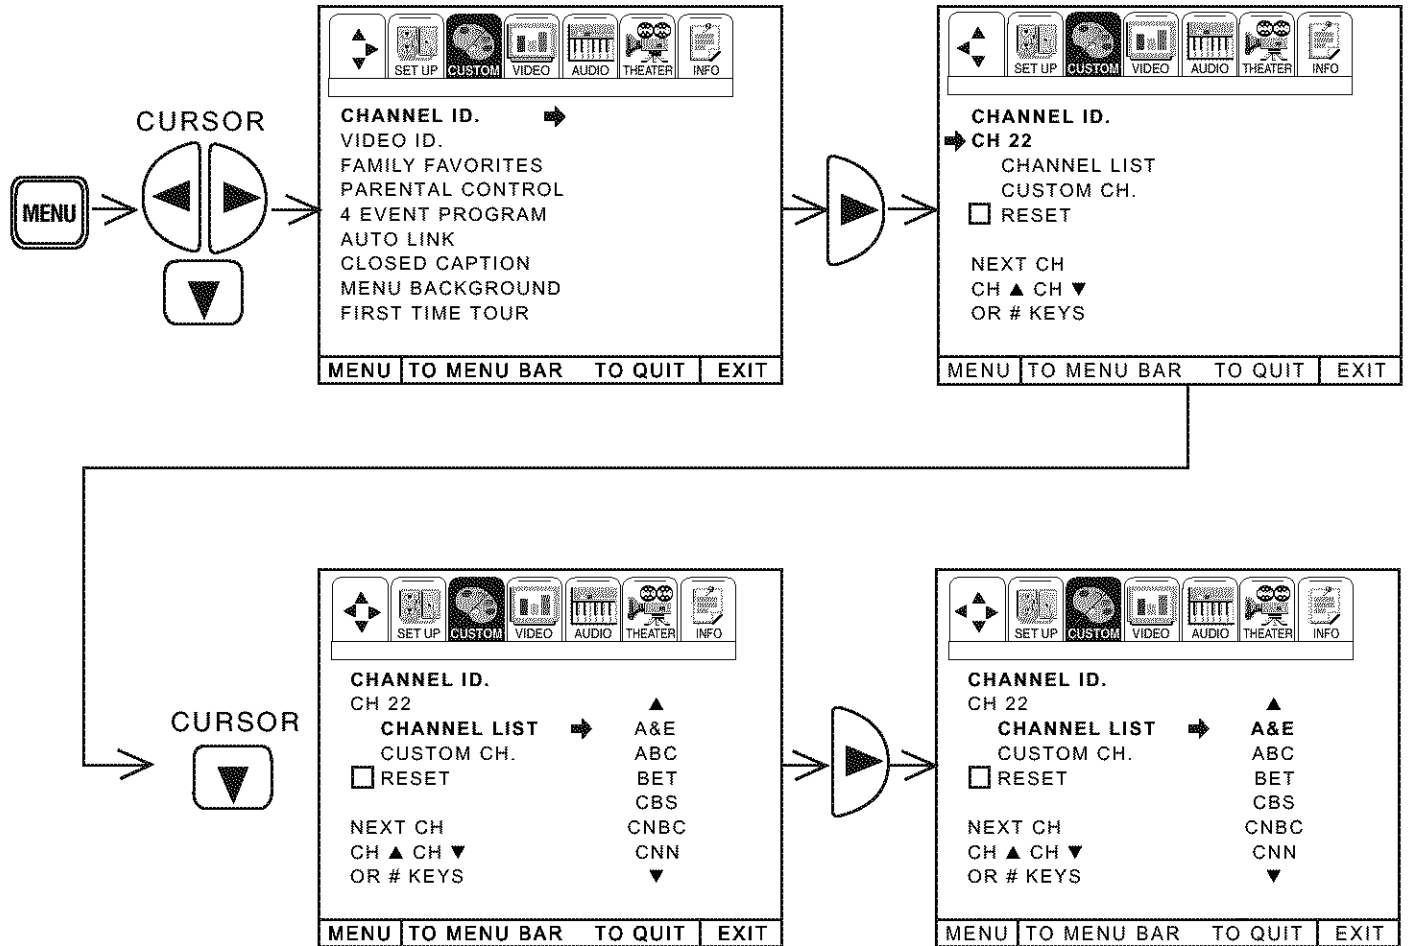 CURSOR
MENU
SET UP CUSTOM VIDEO AUDIO THEATER INFO
CHANNEL ID.
VIDEO ID.
FAMILY FAVORITES
PARENTAL CONTROL
4 EVENT PROGRAM
AUTO LINK
CLOSED CAPTION
MENU BACKGROUND
FIRST TIME TOUR
MENU TO MENU BAR TO QUIT EXIT
SET UP CUSTOM VIDEO AUDIO THEATER INFO
CHANNEL ID.
CH 22
CHANNEL LIST
CUSTOM CH.
RESET
NEXT CH
CH ▲ CH ▼
OR # KEYS
MENU TO MENU BAR TO QUIT EXIT
CURSOR
SET UP CUSTOM VIDEO AUDIO THEATER INFO
CHANNEL ID.
CH 22
CHANNEL LIST A&E
CUSTOM CH. ABC
RESET BET
CBS
NEXT CH CNBC
CH ▲ CH ▼ CNN
OR # KEYS
MENU TO MENU BAR TO QUIT EXIT
SET UP CUSTOM VIDEO AUDIO THEATER INFO
CHANNEL ID.
CH 22
CHANNEL LIST A&E
CUSTOM CH. ABC
RESET BET
CBS
NEXT CH CNBC
CH ▲ CH ▼ CNN
OR # KEYS
MENU TO MENU BAR TO QUIT EXIT